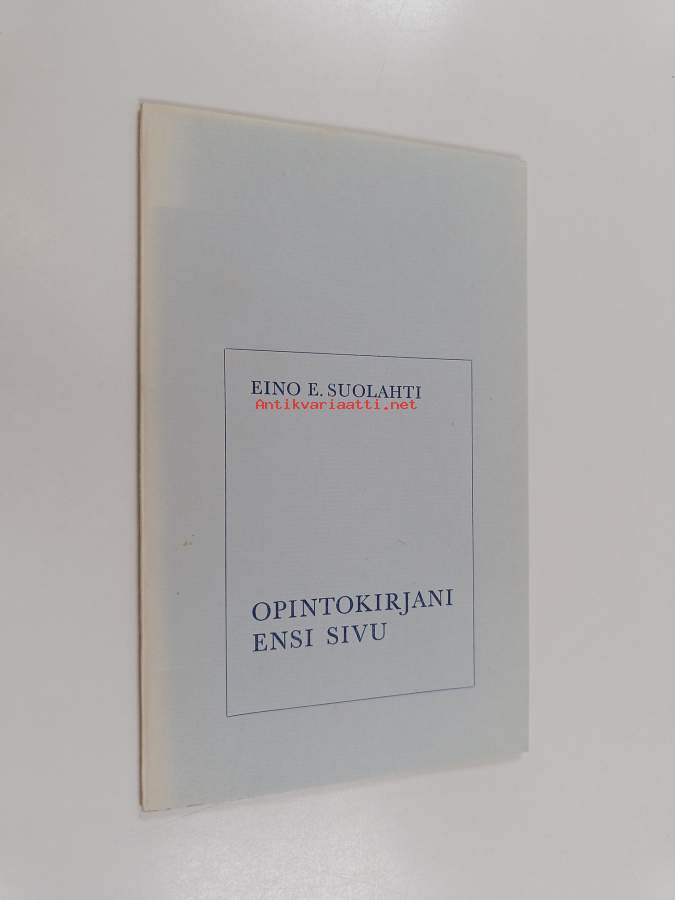 EINO E. SUOLAHTI
Antikvariaatti.net
OPINTOKIRJANI
ENSI SIVU